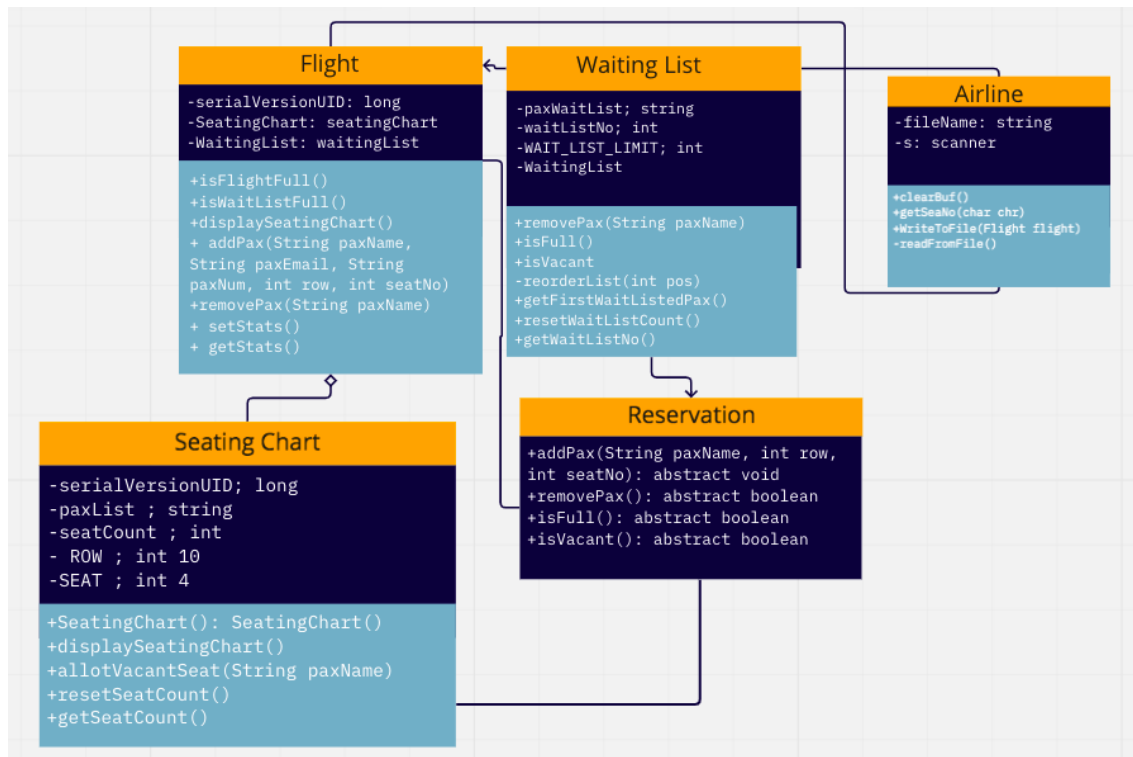 Flight
-serialVersionUID: long
-SeatingChart: seatingChart
-WaitingList: waitingList
+isFlightFull()
+isWaitListFull()
+displaySeatingChart()
+ addPax(String paxName,
String paxEmail, String
paxNum, int row, int seatNo)
+removePax(String paxName)
+ setStats()
+ getStats()
Waiting List
-paxWaitList; string
-waitListNo; int
-WAIT_LIST_LIMIT; int
-WaitingList
+removePax(String paxName)
+isFull()
+isVacant
-reorderList(int pos)
+getFirstWaitListedPax()
+resetWaitListCount()
+getWaitListNo()
Airline
-fileName: string
-s: scanner
+clearBuf()
+getSeaNo(char chr)
+WriteToFile(Flight flight)
-readFromFile()
Seating Chart
-serialVersionUID; long
-paxList ; string
-seatCount ; int
- ROW ; int 10
-SEAT ; int 4
+SeatingChart(): SeatingChart()
+displaySeatingChart()
+allotVacantSeat(String paxName)
+resetSeatCount()
+getSeatCount()
Reservation
+addPax(String paxName, int row,
int seatNo): abstract void
+removePax(): abstract boolean
+isFull(): abstract boolean
+isVacant(): abstract boolean